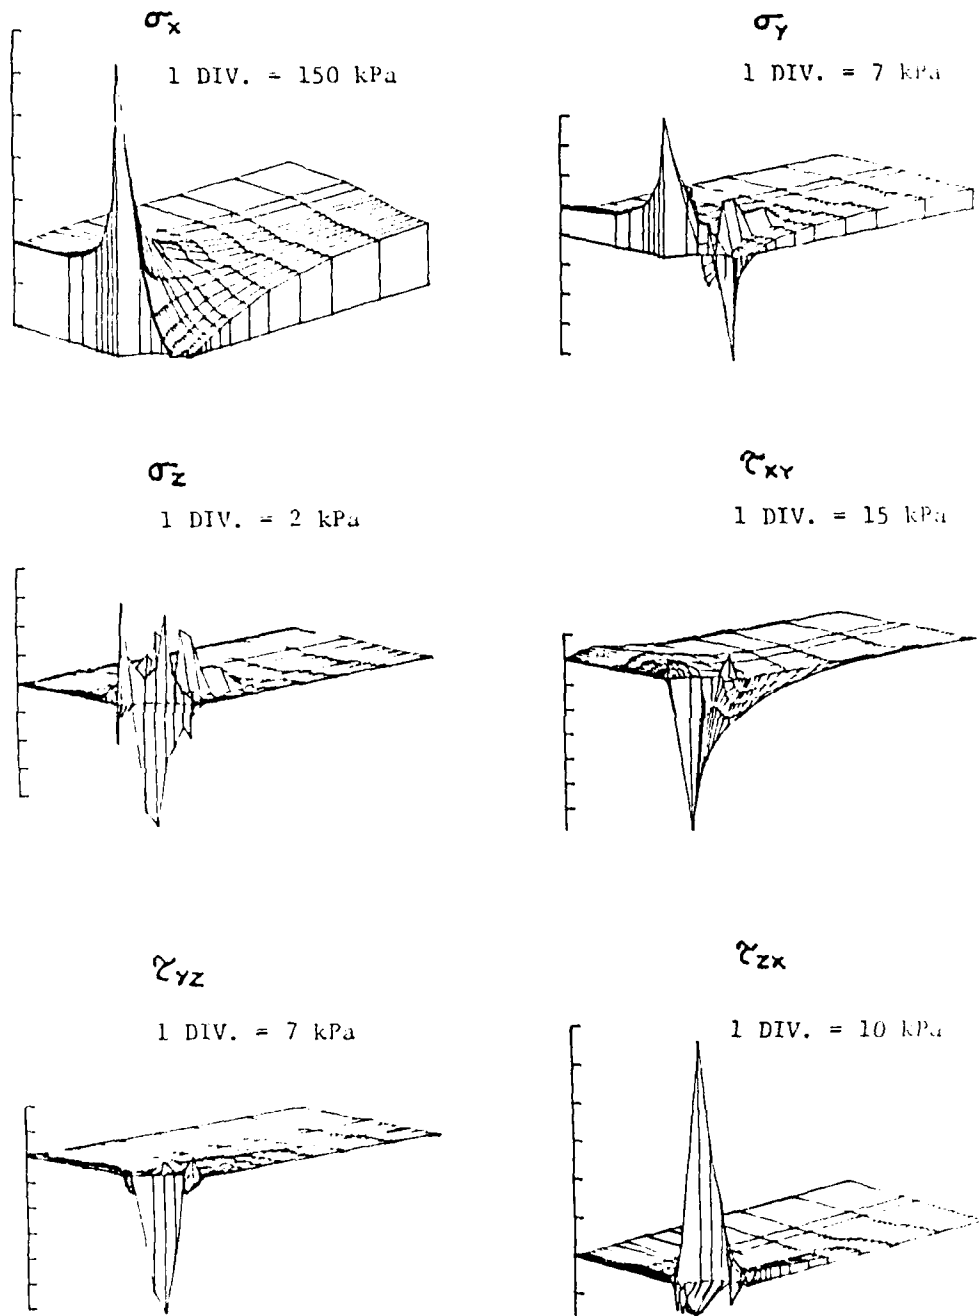 σx
1 DIV. = 150 kPa
σY
1 DIV. = 7 kPa
σz
1 DIV. = 2 kPa
τXY
1 DIV. = 15 kPa
τYZ
1 DIV. = 7 kPa
τZX
1 DIV. = 10 kPa